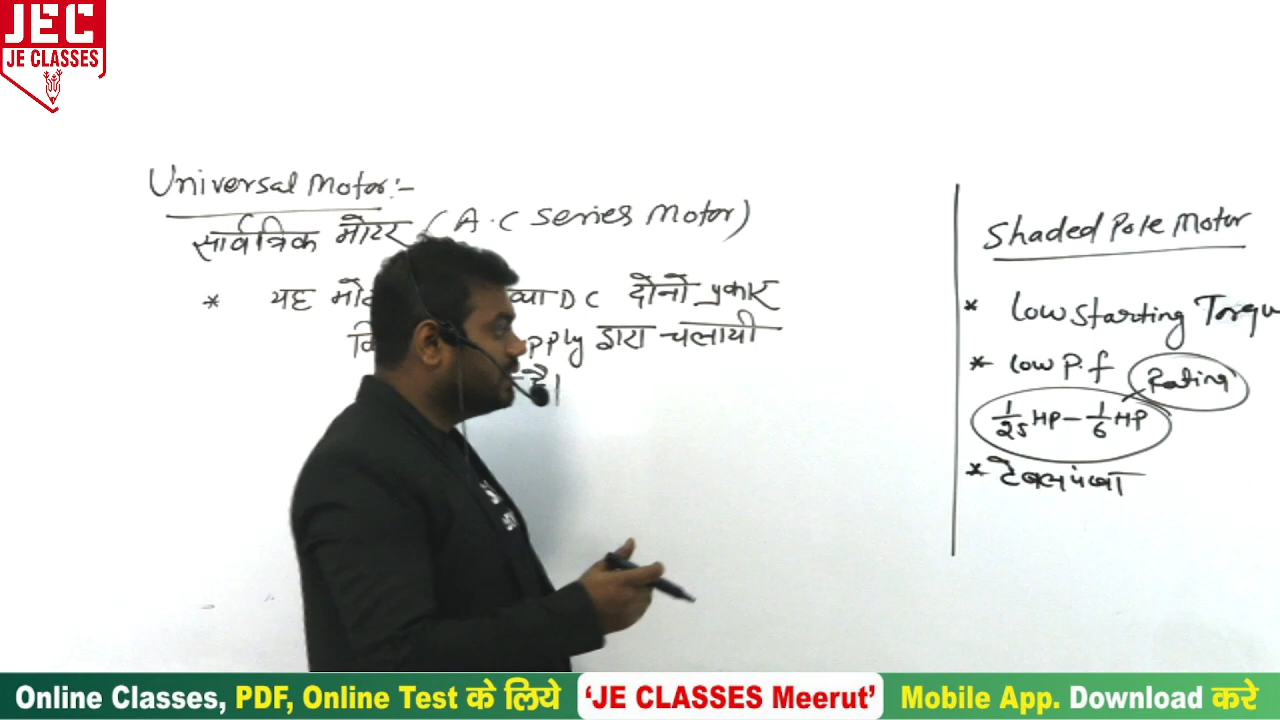 JEC
JE CLASSES
Universal Motor:-
सार्वत्रिक मोटर (A.C Series Motor)
* यह DC दोनो प्रकार
pply द्वारा चलायी
है।
Shaded Pole Motor
* Low Starting Torqu
* Low P.f Rating
1/25 HP - 1/6 HP
* टेबल पंखा
Online Classes, PDF, Online Test के लिये 'JE CLASSES Meerut' Mobile App. Download करे